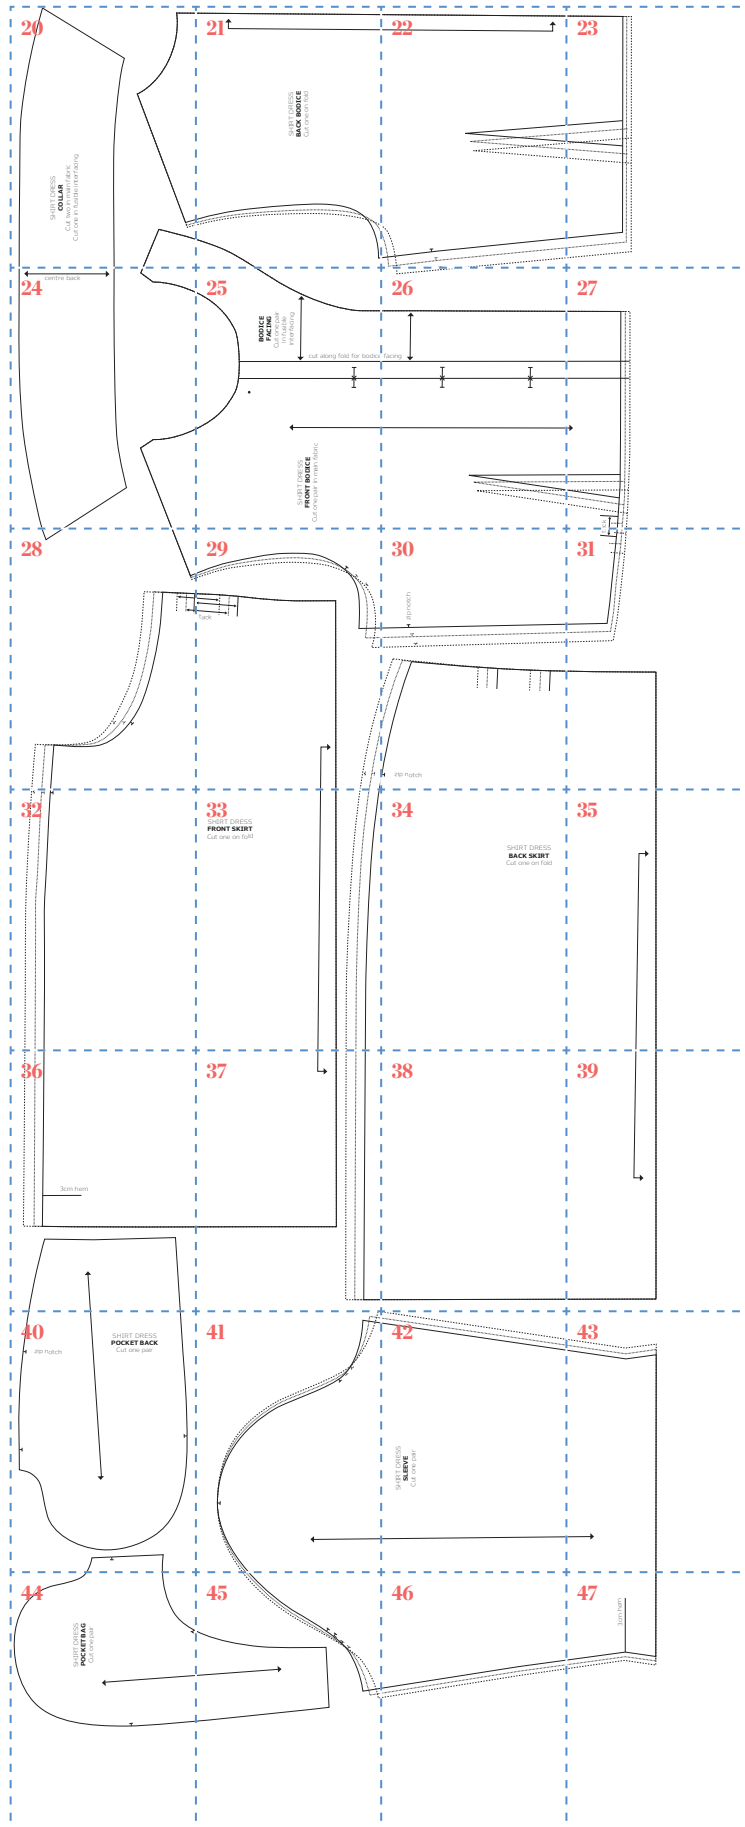 20
21
22
23
SHIRT DRESS
BACK BODICE
Cut one on fold
SHIRT DRESS
COLLAR
Cut two in main fabric
Cut one in fusible interfacing
centre back
24
25
26
27
BODICE
FACING
Cut one pair
in fusible
interfacing
cut along fold for bodice facing
SHIRT DRESS
FRONT BODICE
Cut one pair in main fabric
28
29
30
31
zip notch
tuck
zip notch
32
33
34
35
SHIRT DRESS
FRONT SKIRT
Cut one on fold
SHIRT DRESS
BACK SKIRT
Cut one on fold
36
37
38
39
3cm hem
40
41
42
43
SHIRT DRESS
POCKET BACK
Cut one pair
zip notch
SHIRT DRESS
SLEEVE
Cut one pair
44
45
46
47
SHIRT DRESS
POCKET BAG
Cut one pair
3cm hem